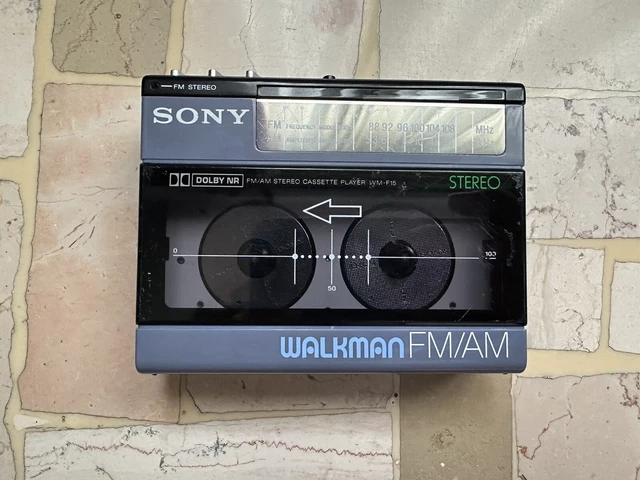 FM STEREO
SONY
FM FREQUENCY 88 92 96 100 104 108 MHz
DOLBY NR FM/AM STEREO CASSETTE PLAYER WM-F15 STEREO
0 100
50
WALKMAN FM/AM